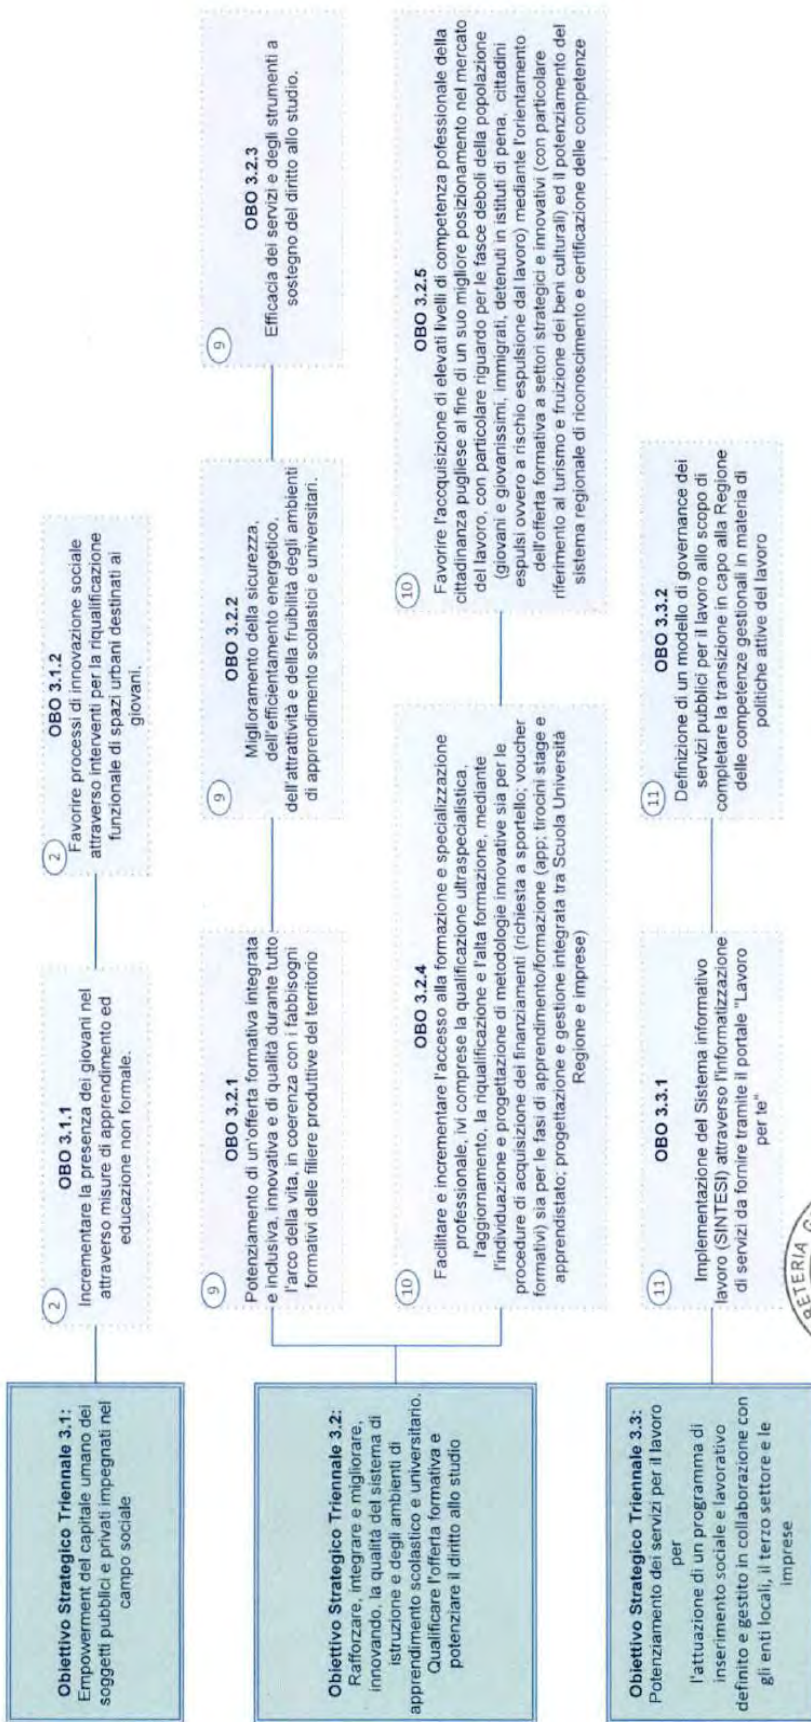 Obiettivo Strategico Triennale 3.1:
Empowerment del capitale umano dei
soggetti pubblici e privati impegnati nel
campo sociale
2
OBO 3.1.1
Incrementare la presenza dei giovani nel
attraverso misure di apprendimento ed
educazione non formale.
2
OBO 3.1.2
Favorire processi di innovazione sociale
attraverso interventi per la riqualificazione
funzionale di spazi urbani destinati ai
giovani.
Obiettivo Strategico Triennale 3.2:
Rafforzare, integrare e migliorare,
innovando, la qualità del sistema di
istruzione e degli ambienti di
apprendimento scolastico e universitario.
Qualificare l'offerta formativa e
potenziare il diritto allo studio
9
OBO 3.2.1
Potenziamento di un'offerta formativa integrata
e inclusiva, innovativa e di qualità durante tutto
l'arco della vita, in coerenza con i fabbisogni
formativi delle filiere produttive del territorio
9
OBO 3.2.2
Miglioramento della sicurezza,
dell'efficientamento energetico,
dell'attrattività e della fruibilità degli ambienti
di apprendimento scolastici e universitari.
9
OBO 3.2.3
Efficacia dei servizi e degli strumenti a
sostegno del diritto allo studio.
10
OBO 3.2.4
Facilitare e incrementare l'accesso alla formazione e specializzazione
professionale, ivi comprese la qualificazione ultraspecialistica,
l'aggiornamento, la riqualificazione e l'alta formazione, mediante
l'individuazione e progettazione di metodologie innovative sia per le
procedure di acquisizione dei finanziamenti (richiesta a sportello; voucher
formativi) sia per le fasi di apprendimento/formazione (app; tirocini stage e
apprendistato; progettazione e gestione integrata tra Scuola Università
Regione e imprese)
10
OBO 3.2.5
Favorire l'accquisizione di elevati livelli di competenza pofessionale della
cittadinanza pugliese al fine di un suo migliore posizionamento nel mercato
del lavoro, con particolare riguardo per le fasce deboli della popolazione
(giovani e giovanissimi, immigrati, detenuti in istituti di pena, cittadini
espulsi ovvero a rischio espulsione dal lavoro) mediante l'orientamento
dell'offerta formativa a settori strategici e innovativi (con particolare
riferimento al turismo e fruizione dei beni culturali) ed il potenziamento del
sistema regionale di riconoscimento e certificazione delle competenze
Obiettivo Strategico Triennale 3.3:
Potenziamento dei servizi per il lavoro
per
l'attuazione di un programma di
inserimento sociale e lavorativo
definito e gestito in collaborazione con
gli enti locali, il terzo settore e le
imprese
11
OBO 3.3.1
Implementazione del Sistema informativo
lavoro (SINTESI) attraverso l'informatizzazione
di servizi da fornire tramite il portale "Lavoro
per te"
11
OBO 3.3.2
Definizione di un modello di governance dei
servizi pubblici per il lavoro allo scopo di
completare la transizione in capo alla Regione
delle competenze gestionali in materia di
politiche attive del lavoro